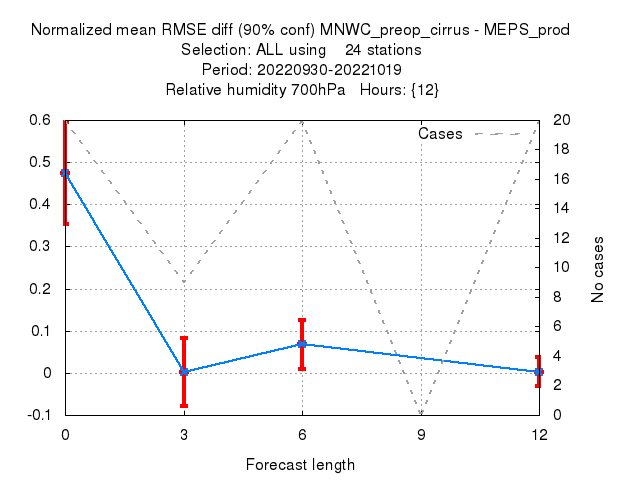 Normalized mean RMSE diff (90% conf) MNWC_preop_cirrus - MEPS_prod
Selection: ALL using    24 stations
Period: 20220930-20221019
Relative humidity 700hPa   Hours: {12}
Cases
0.6
0.5
0.4
0.3
0.2
0.1
0
-0.1
20
18
16
14
12
10
8
6
4
2
0
No cases
0 3 6 9 12
Forecast length